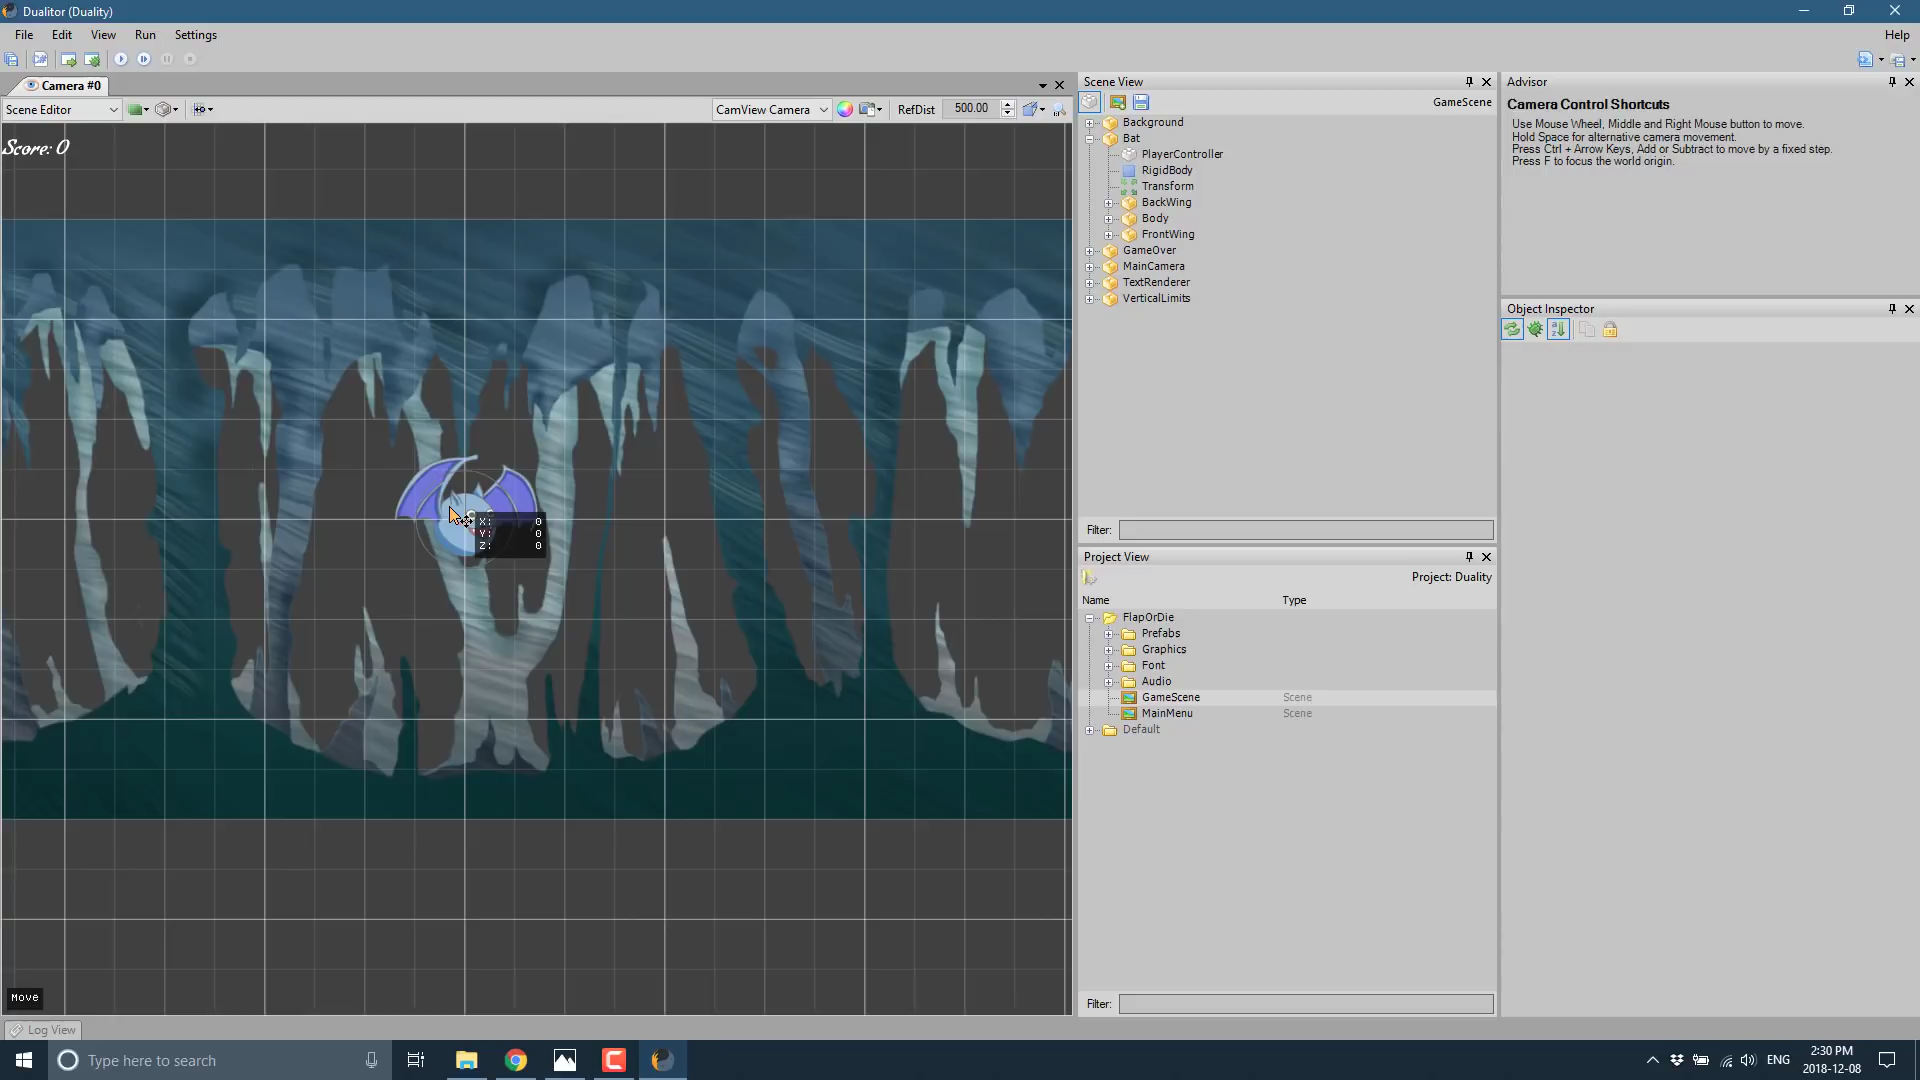 Dualitor (Duality)
File Edit View Run Settings Help
Camera #0
Scene Editor CamView Camera RefDist 500.00
Score: 0
X: 0
Y: 0
Z: 0
Move
Log View
Scene View
GameScene
Background
Bat
PlayerController
RigidBody
Transform
BackWing
Body
FrontWing
GameOver
MainCamera
TextRenderer
VerticalLimits
Filter:
Project View
Project: Duality
Name Type
FlapOrDie
Prefabs
Graphics
Font
Audio
GameScene Scene
MainMenu Scene
Default
Filter:
Advisor
Camera Control Shortcuts
Use Mouse Wheel, Middle and Right Mouse button to move.
Hold Space for alternative camera movement.
Press Ctrl + Arrow Keys, Add or Subtract to move by a fixed step.
Press F to focus the world origin.
Object Inspector
Type here to search
ENG
2:30 PM
2018-12-08